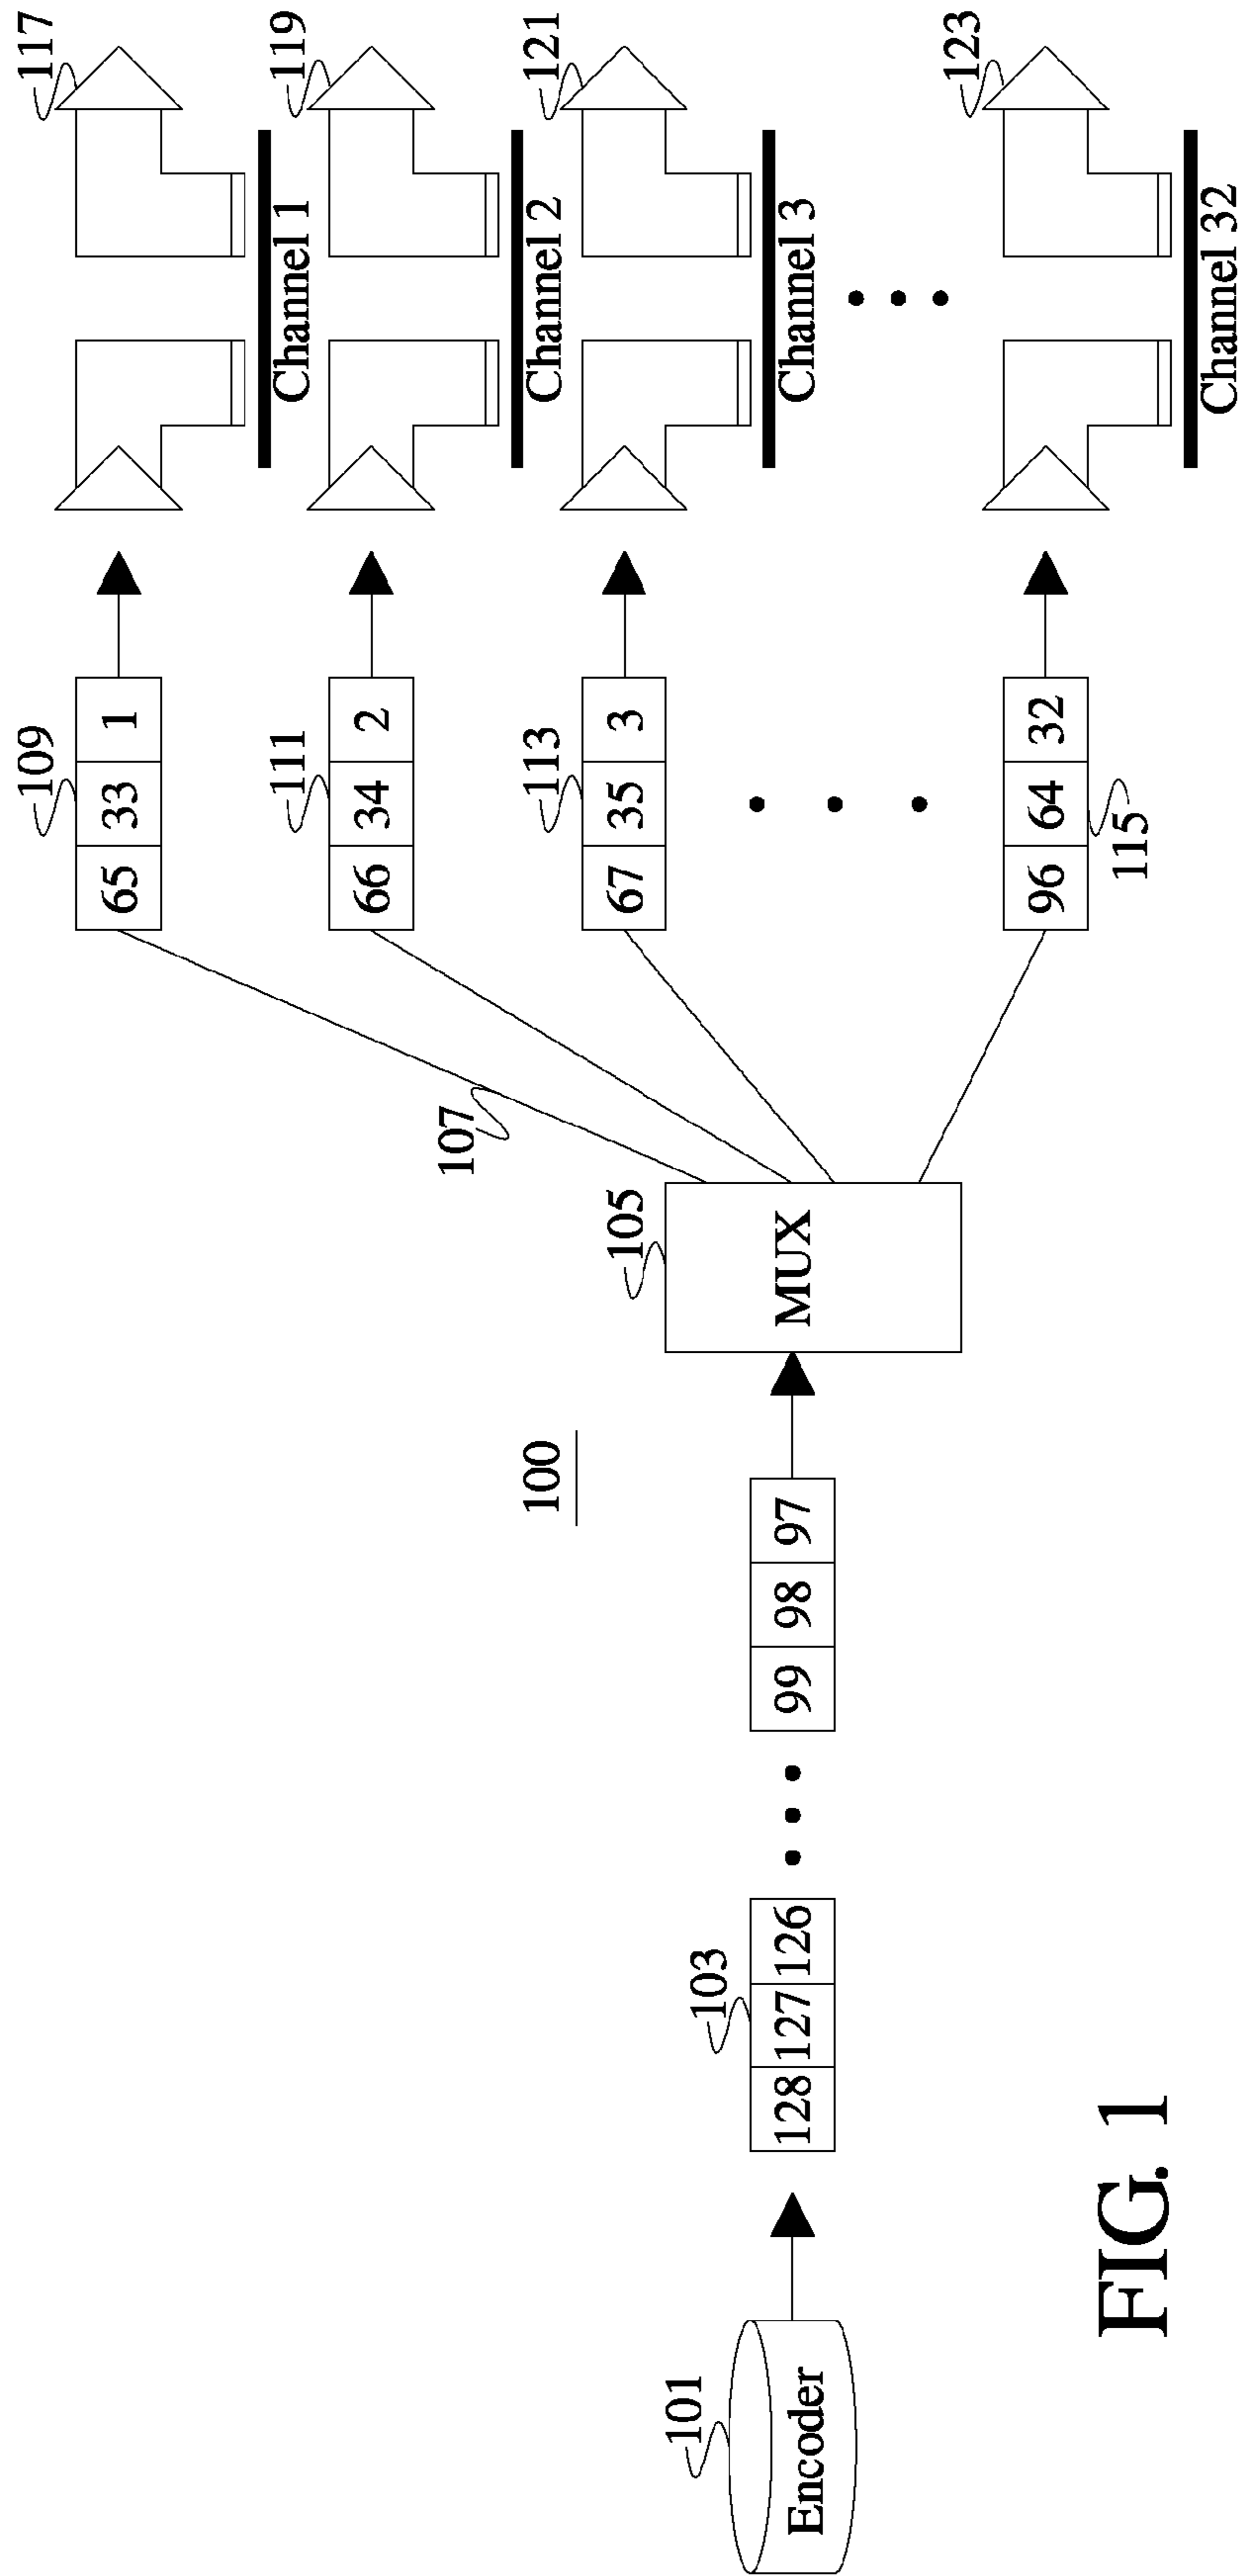 117
119
121
123
Channel 1
Channel 2
Channel 3
Channel 32
109
65 33 1
111
66 34 2
113
67 35 3
96 64 32
115
107
105
MUX
100
99 98 97
103
128 127 126
101
Encoder
FIG. 1